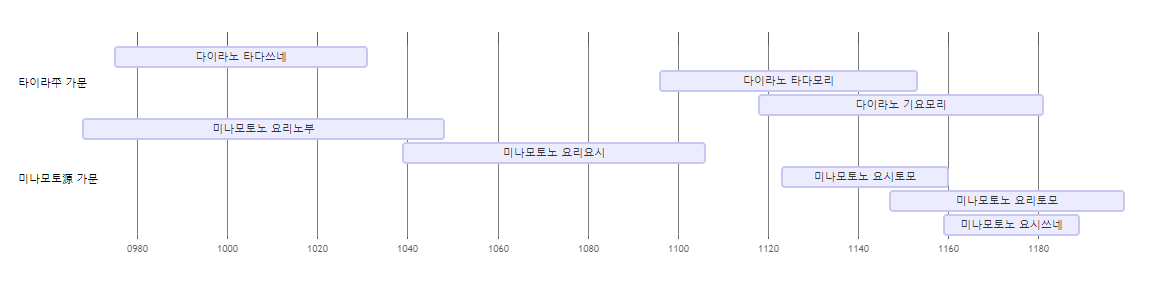 다이라노 타다쓰네
타이라平 가문
다이라노 타다모리
다이라노 기요모리
미나모토노 요리노부
미나모토노 요리요시
미나모토源 가문
미나모토노 요시토모
미나모토노 요리토모
미나모토노 요시쓰네
0980 1000 1020 1040 1060 1080 1100 1120 1140 1160 1180